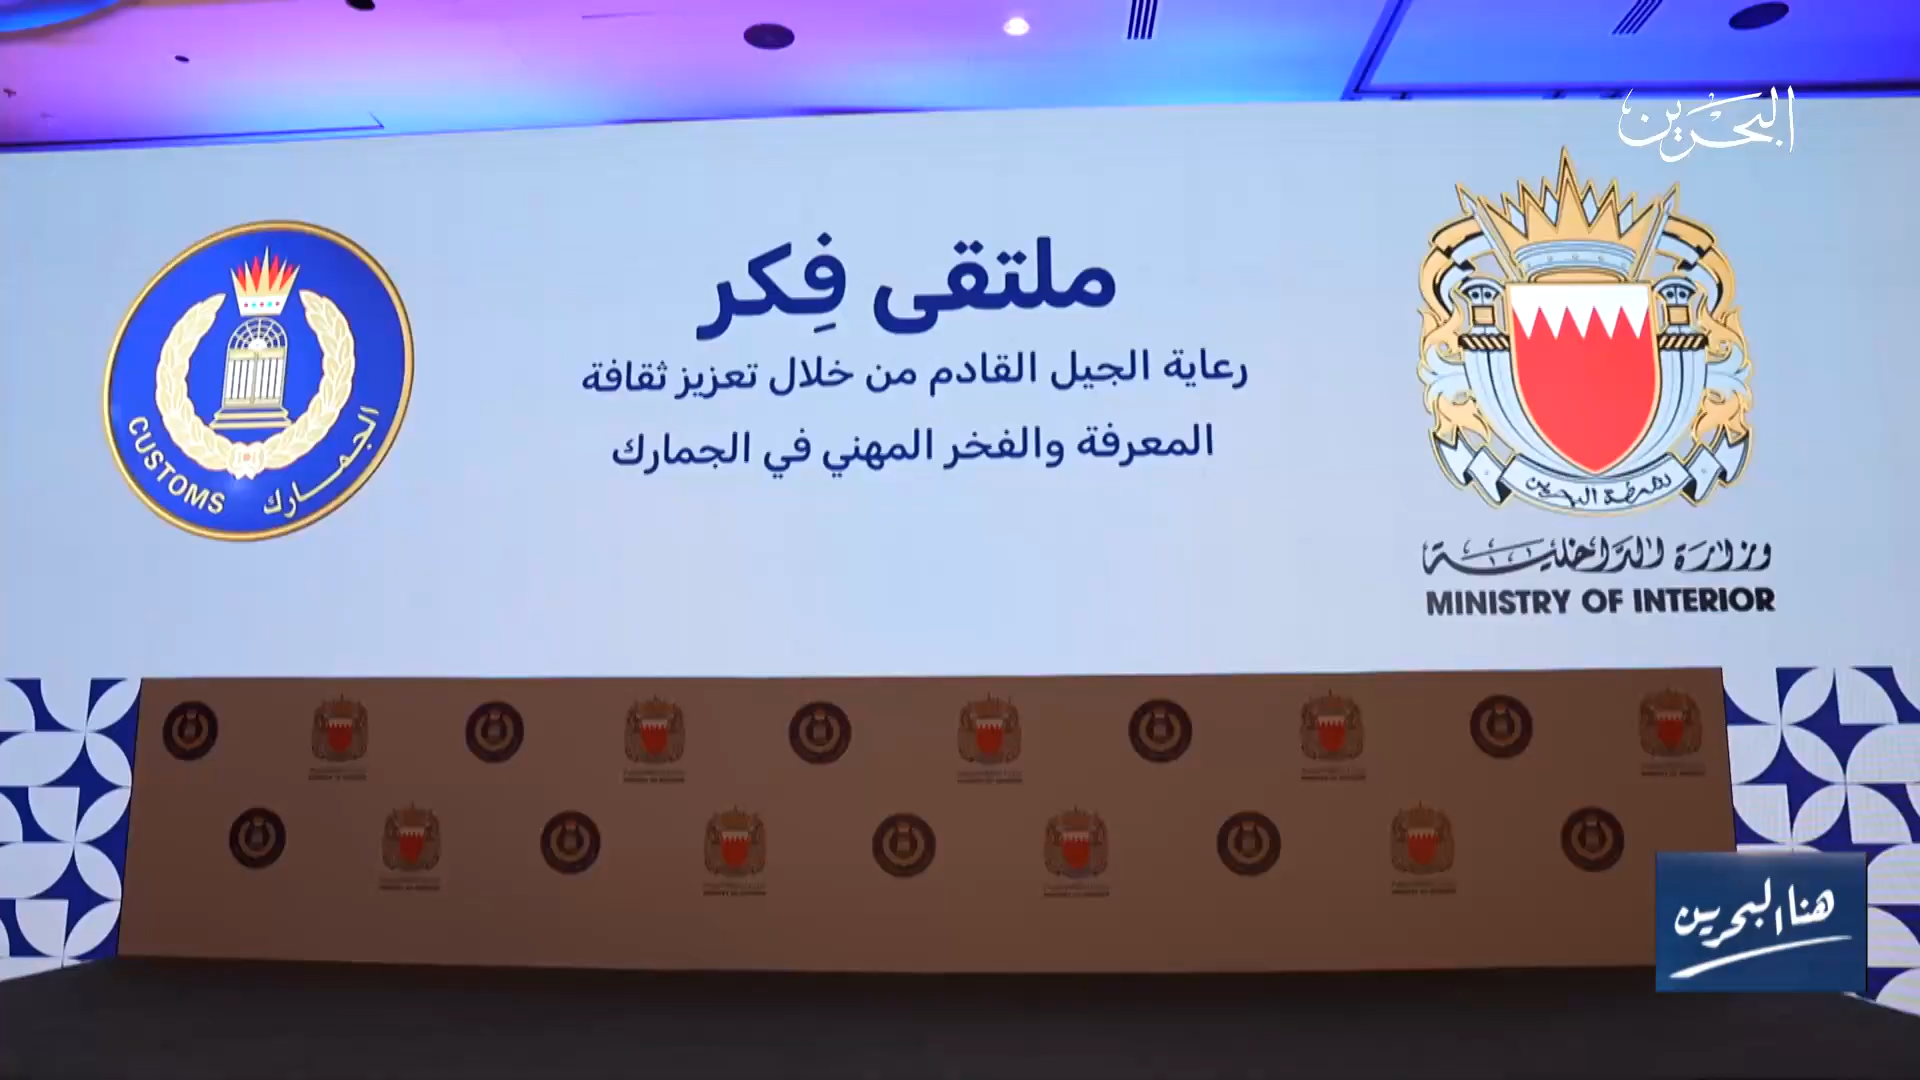 البحرين
ملتقى فِكر
رعاية الجيل القادم من خلال تعزيز ثقافة
المعرفة والفخر المهني في الجمارك
CUSTOMS الجمارك
مملكة البحرين
وزارة الداخلية
MINISTRY OF INTERIOR
هنا البحرين